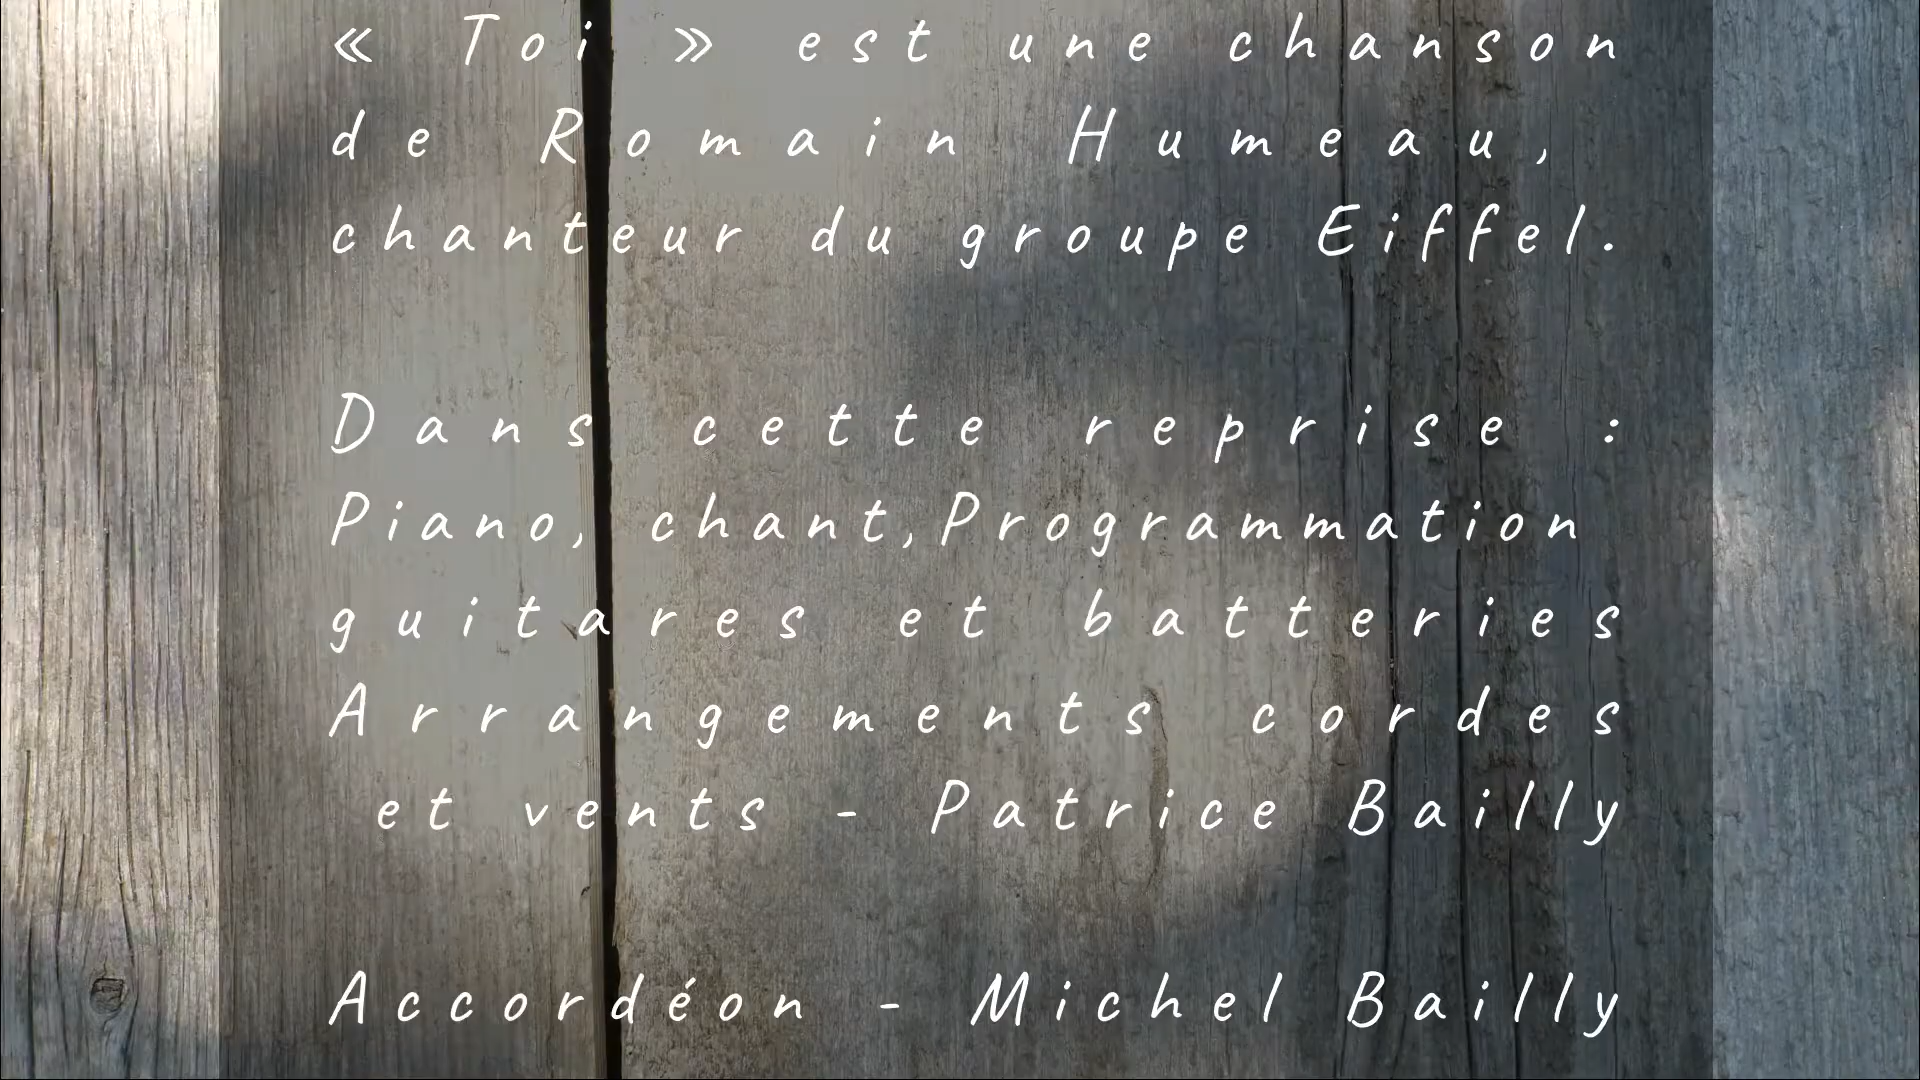 « Toi » est une chanson
de Romain Humeau,
chanteur du groupe Eiffel.
Dans cette reprise :
Piano, chant,Programmation
guitares et batteries
Arrangements cordes
et vents - Patrice Bailly
Accordéon - Michel Bailly